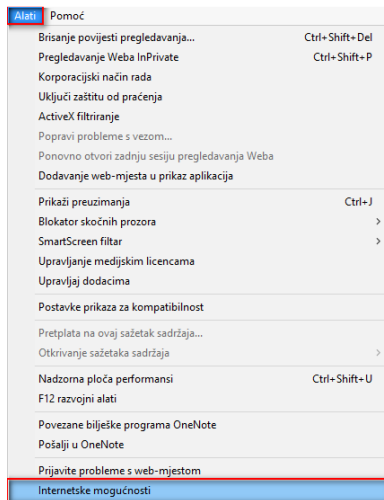 Alati Pomoć
Brisanje povijesti pregledavanja... Ctrl+Shift+Del
Pregledavanje Weba InPrivate Ctrl+Shift+P
Korporacijski način rada
Uključi zaštitu od praćenja
ActiveX filtriranje
Popravi probleme s vezom...
Ponovno otvori zadnju sesiju pregledavanja Weba
Dodavanje web-mjesta u prikaz aplikacija
Prikaži preuzimanja Ctrl+J
Blokator skočnih prozora
SmartScreen filtar
Upravljanje medijskim licencama
Upravljaj dodacima
Postavke prikaza za kompatibilnost
Pretplata na ovaj sažetak sadržaja...
Otkrivanje sažetaka sadržaja
Nadzorna ploča performansi Ctrl+Shift+U
F12 razvojni alati
Povezane bilješke programa OneNote
Pošalji u OneNote
Prijavite probleme s web-mjestom
Internetske mogućnosti